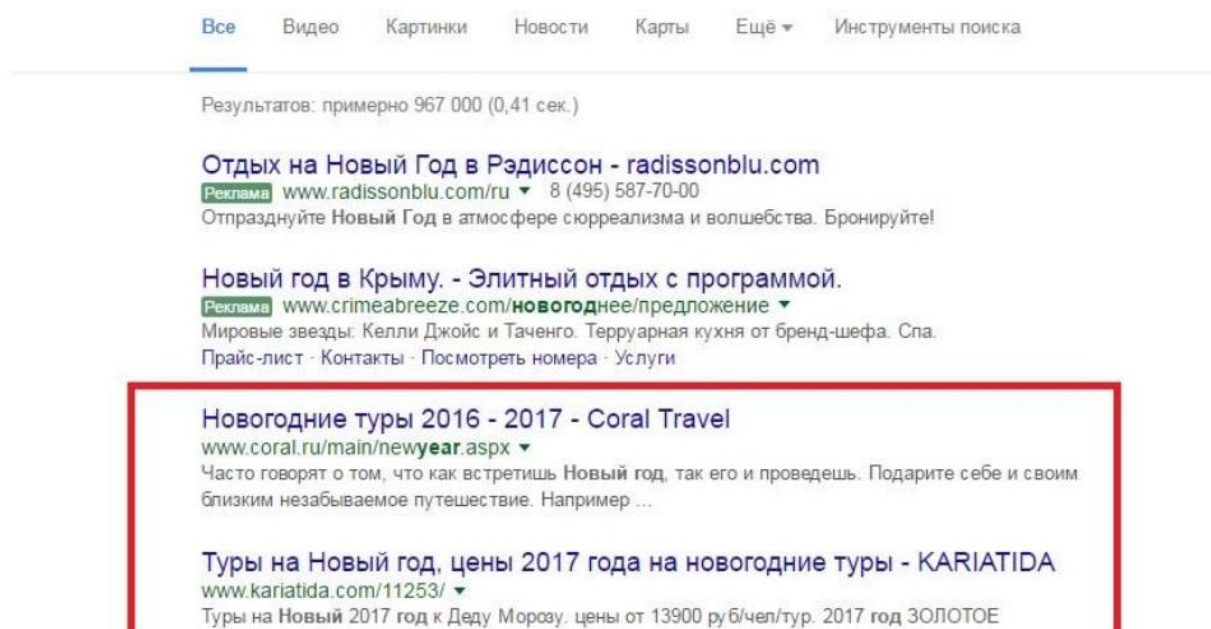 Все Видео Картинки Новости Карты Ещё Инструменты поиска
Результатов: примерно 967 000 (0,41 сек.)
Отдых на Новый Год в Рэдиссон - radissonblu.com
Реклама www.radissonblu.com/ru 8 (495) 587-70-00
Отпразднуйте Новый Год в атмосфере сюрреализма и волшебства. Бронируйте!
Новый год в Крыму. - Элитный отдых с программой.
Реклама www.crimeabreeze.com/новогоднее/предложение
Мировые звезды: Келли Джойс и Таченго. Терруарная кухня от бренд-шефа. Спа.
Прайс-лист · Контакты · Посмотреть номера · Услуги
Новогодние туры 2016 - 2017 - Coral Travel
www.coral.ru/main/newyear.aspx
Часто говорят о том, что как встретишь Новый год, так его и проведешь. Подарите себе и своим
близким незабываемое путешествие. Например ...
Туры на Новый год, цены 2017 года на новогодние туры - KARIATIDA
www.kariatida.com/11253/
Туры на Новый 2017 год к Деду Морозу. цены от 13900 руб/чел/тур. 2017 год ЗОЛОТОЕ